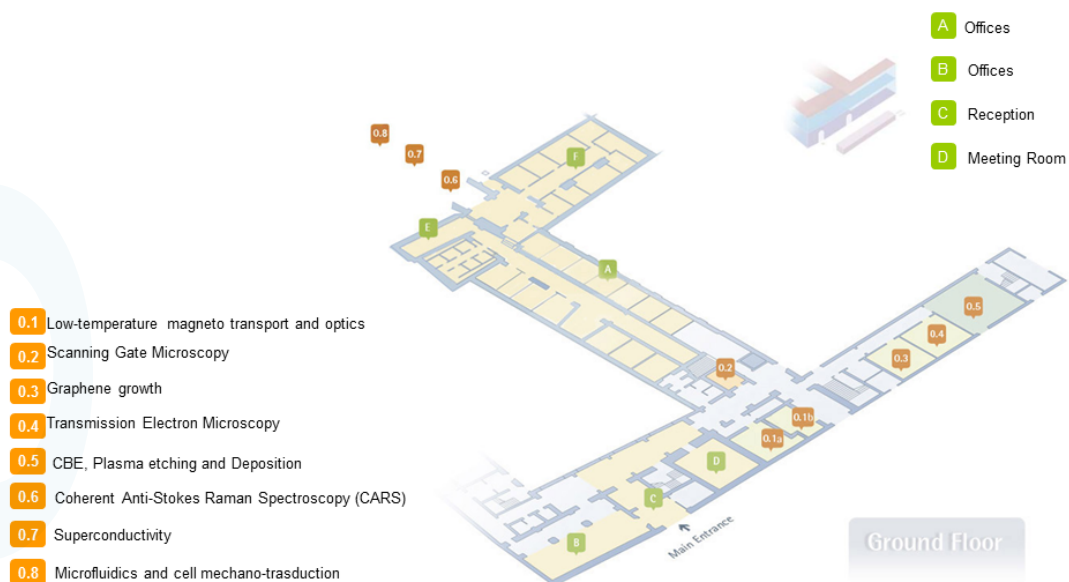 A Offices
B Offices
C Reception
D Meeting Room
0.8
0.7
0.6
F
E
A
0.5
0.4
0.3
0.2
0.1b
0.1a
D
C
B
Main Entrance
Ground Floor
0.1 Low-temperature magneto transport and optics
0.2 Scanning Gate Microscopy
0.3 Graphene growth
0.4 Transmission Electron Microscopy
0.5 CBE, Plasma etching and Deposition
0.6 Coherent Anti-Stokes Raman Spectroscopy (CARS)
0.7 Superconductivity
0.8 Microfluidics and cell mechano-trasduction